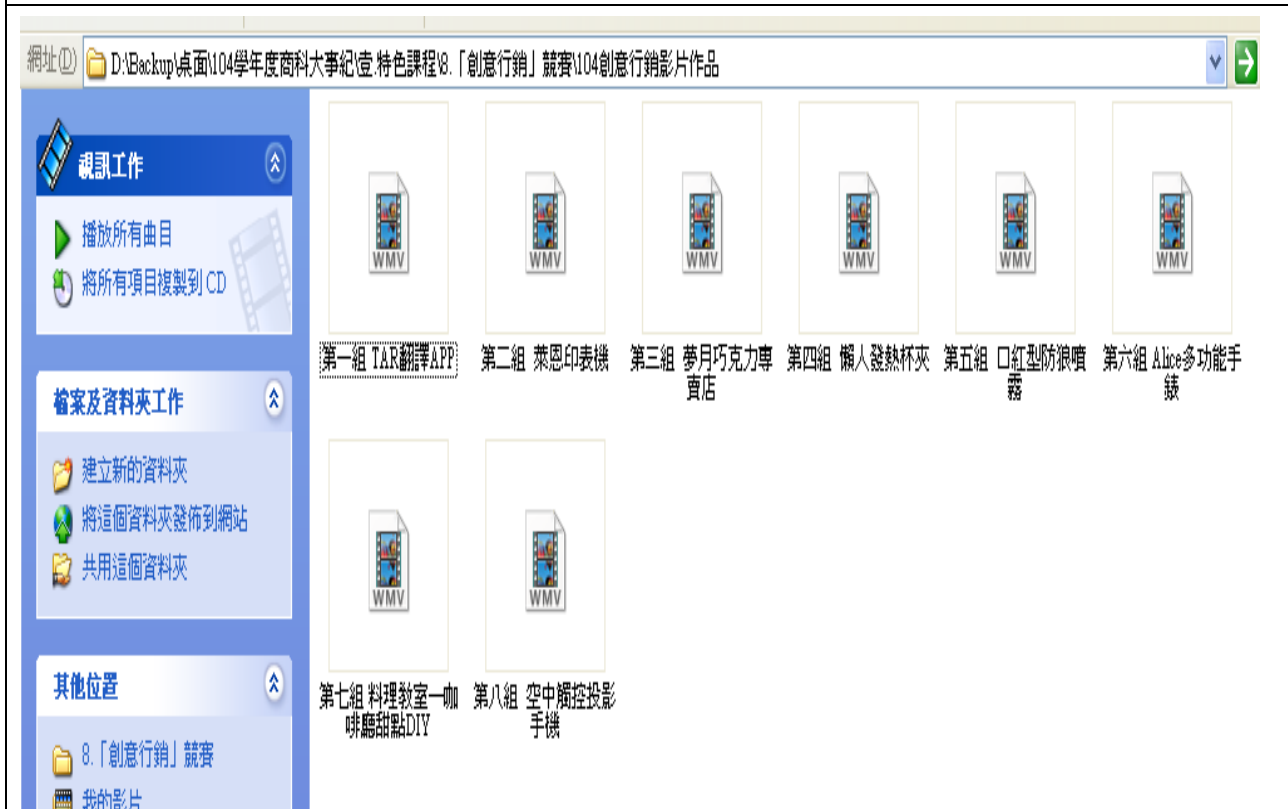 網址(D) D:\Backup\桌面\104學年度商科大事紀\壹.特色課程\8.「創意行銷」競賽\104創意行銷影片作品
視訊工作
播放所有曲目
將所有項目複製到 CD
檔案及資料夾工作
建立新的資料夾
將這個資料夾發佈到網站
共用這個資料夾
其他位置
8.「創意行銷」競賽
我的影片
WMV
WMV
WMV
WMV
WMV
WMV
第一組 TAR翻譯APP
第二組 萊恩印表機
第三組 夢月巧克力專
賣店
第四組 懶人發熱杯夾
第五組 口紅型防狼噴
霧
第六組 Alice多功能手
錶
WMV
WMV
第七組 料理教室一咖
啡廳甜點DIY
第八組 空中觸控投影
手機